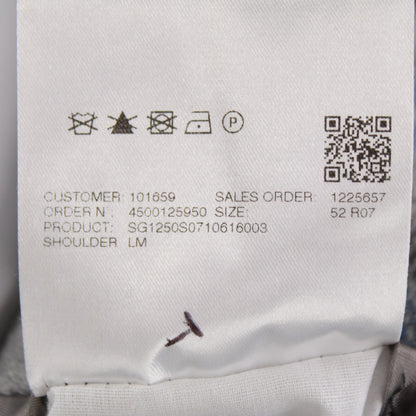 P
CUSTOMER: 101659 SALES ORDER: 1225657
ORDER N°: 4500125950 SIZE: 52 R07
PRODUCT: SG1250S0710616003
SHOULDER LM